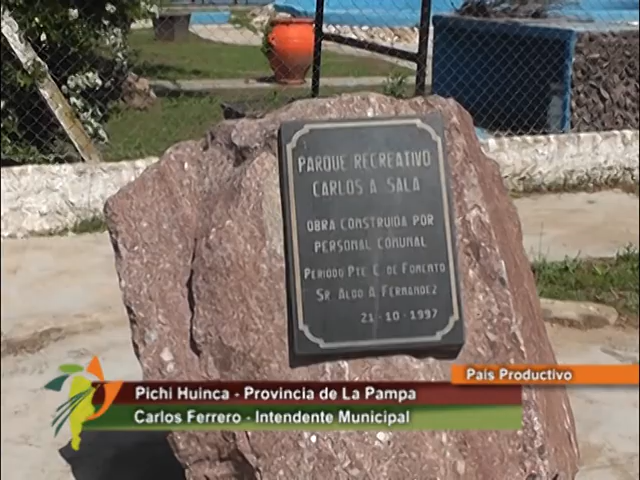 PARQUE RECREATIVO
CARLOS A SALA
OBRA CONSTRUIDA POR
PERSONAL COMUNAL
PERIODO PTE C. DE FOMENTO
SR. ALDO A FERNANDEZ
21-10-1997
País Productivo
Pichi Huinca - Provincia de La Pampa
Carlos Ferrero - Intendente Municipal